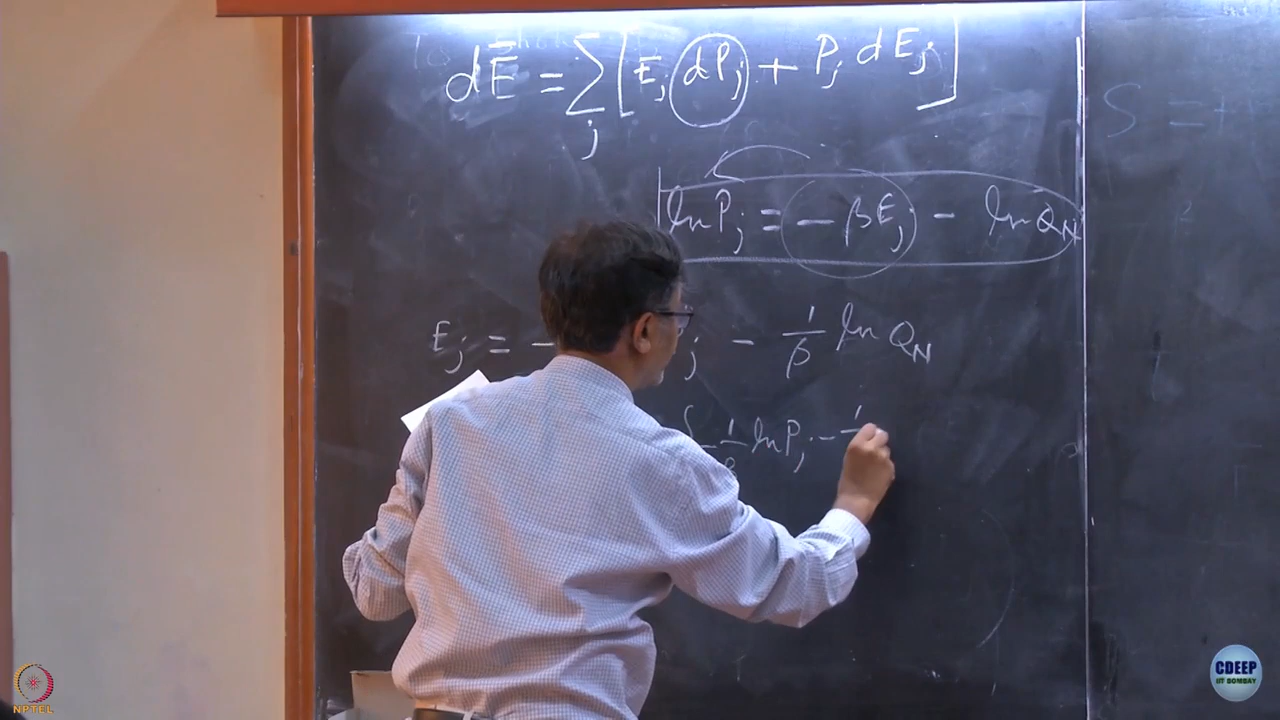 dE̅ = Σ_j [E_j dP_j + P_j dE_j]
S =
ln P_j = - βE_j - ln Q_N
E_j = - j - 1/β ln Q_N
- 1/β ln P_j - 1
NPTEL
CDEEP
IIT BOMBAY